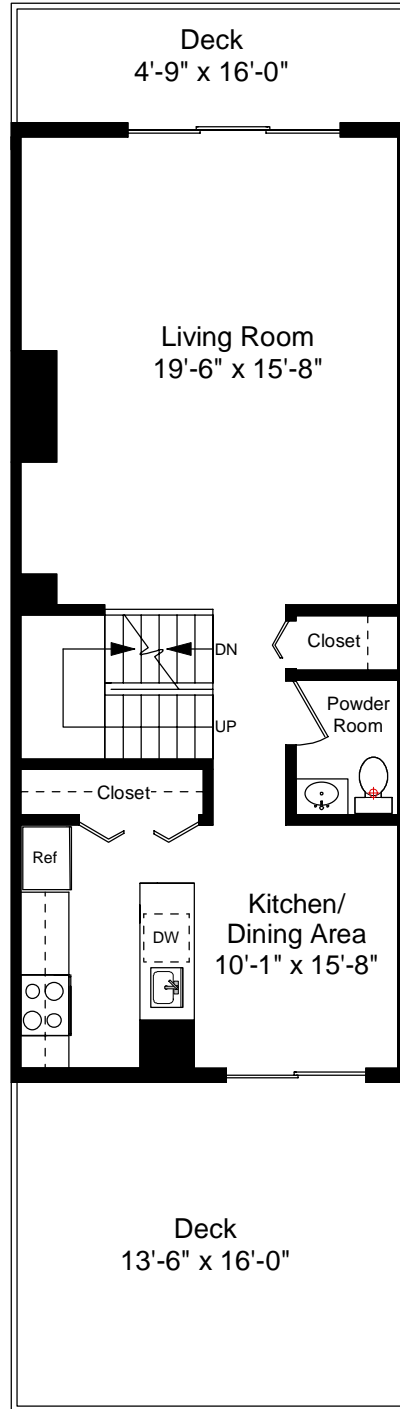 Deck
4'-9" x 16'-0"
Living Room
19'-6" x 15'-8"
DN
Closet
Powder
Room
UP
Closet
Ref
DW
Kitchen/
Dining Area
10'-1" x 15'-8"
Deck
13'-6" x 16'-0"